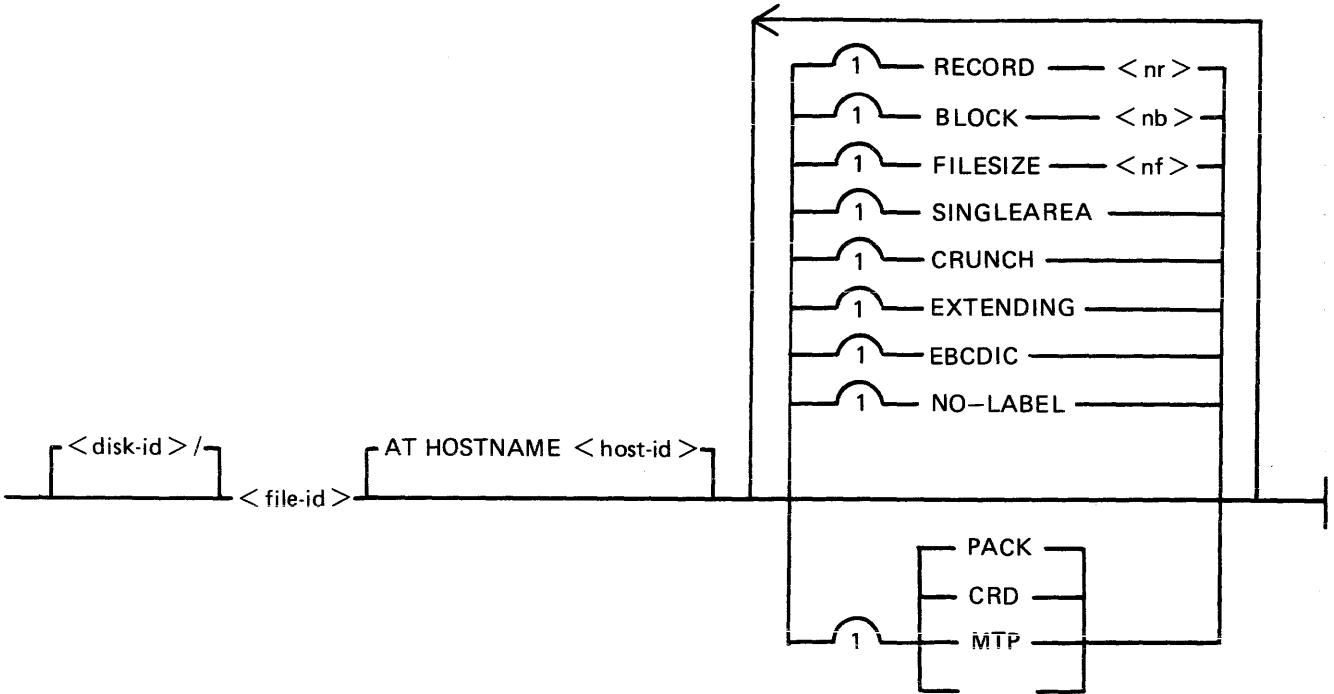 1 RECORD <nr>
1 BLOCK <nb>
1 FILESIZE <nf>
1 SINGLEAREA
1 CRUNCH
1 EXTENDING
1 EBCDIC
1 NO-LABEL
<disk-id>/ AT HOSTNAME <host-id>
<file-id>
PACK
CRD
1 MTP